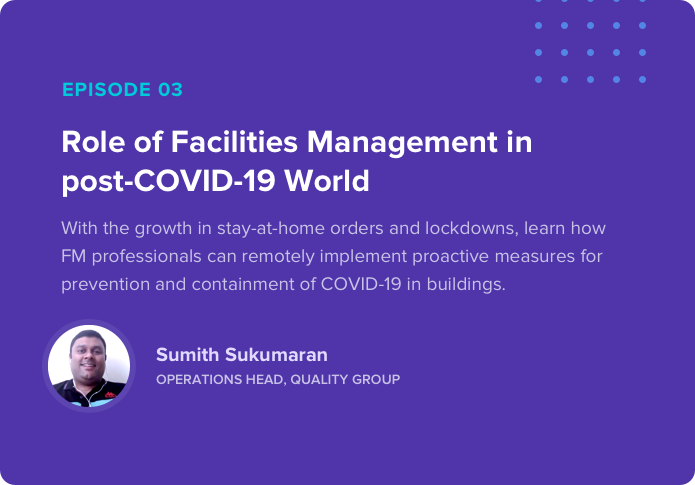 EPISODE 03
Role of Facilities Management in
post-COVID-19 World
With the growth in stay-at-home orders and lockdowns, learn how
FM professionals can remotely implement proactive measures for
prevention and containment of COVID-19 in buildings.
Sumith Sukumaran
OPERATIONS HEAD, QUALITY GROUP